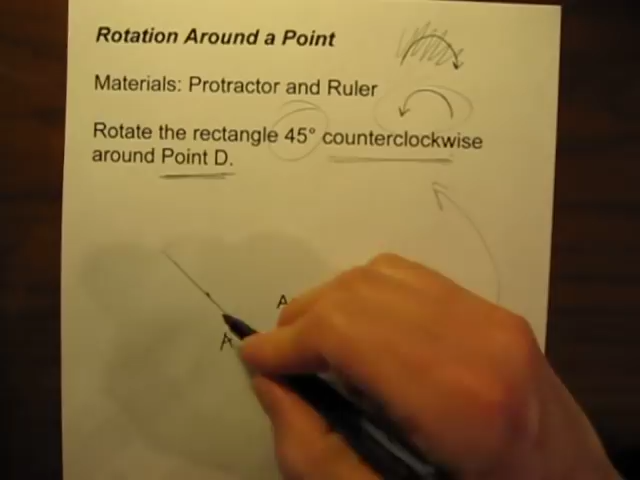 Rotation Around a Point
Materials: Protractor and Ruler
Rotate the rectangle 45° counterclockwise
around Point D.
A
A